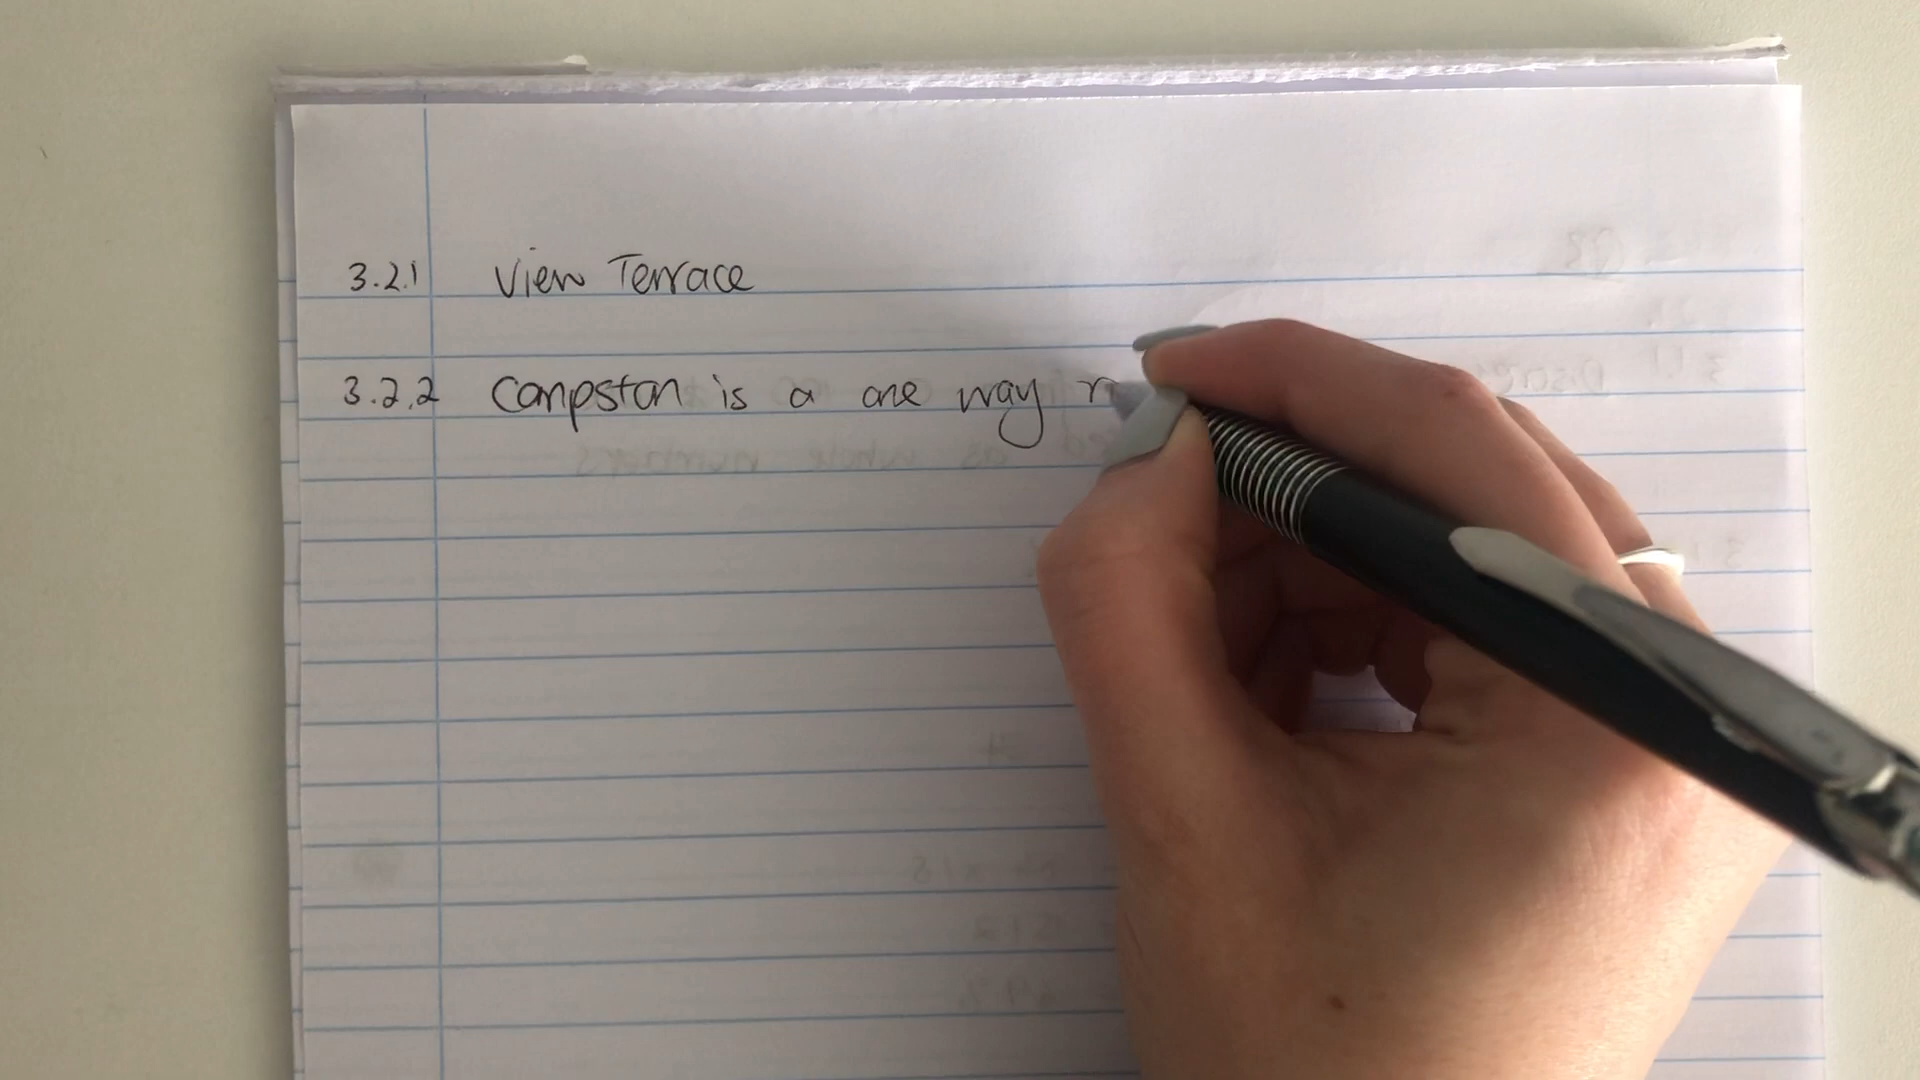 3.2.1 View Terrace
3.2.2 Campston is a one way r